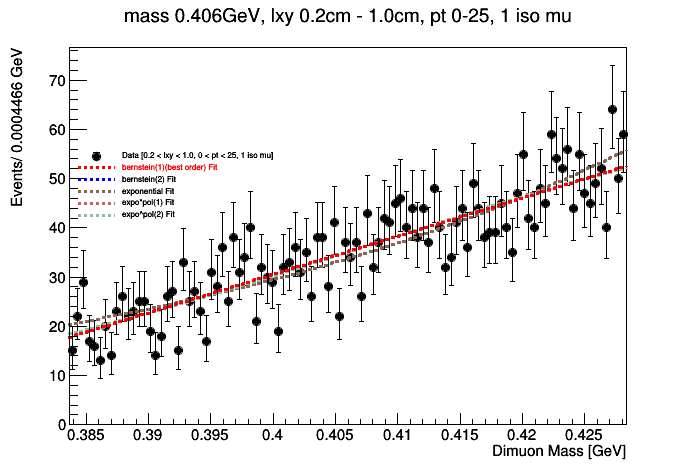 mass 0.406GeV, lxy 0.2cm - 1.0cm, pt 0-25, 1 iso mu
Events/ 0.0004466 GeV
70
60
50
40
30
20
10
0
Data [0.2 < lxy < 1.0, 0 < pt < 25, 1 iso mu]
bernstein(1)(best order) Fit
bernstein(2) Fit
exponential Fit
expo*pol(1) Fit
expo*pol(2) Fit
0.385 0.39 0.395 0.4 0.405 0.41 0.415 0.42 0.425
Dimuon Mass [GeV]